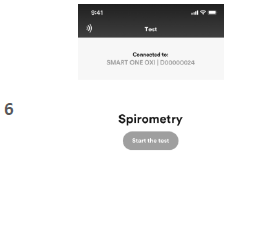 9:41
Test
Connected to:
SMART ONE OXI | D00000024
6
Spirometry
Start the test